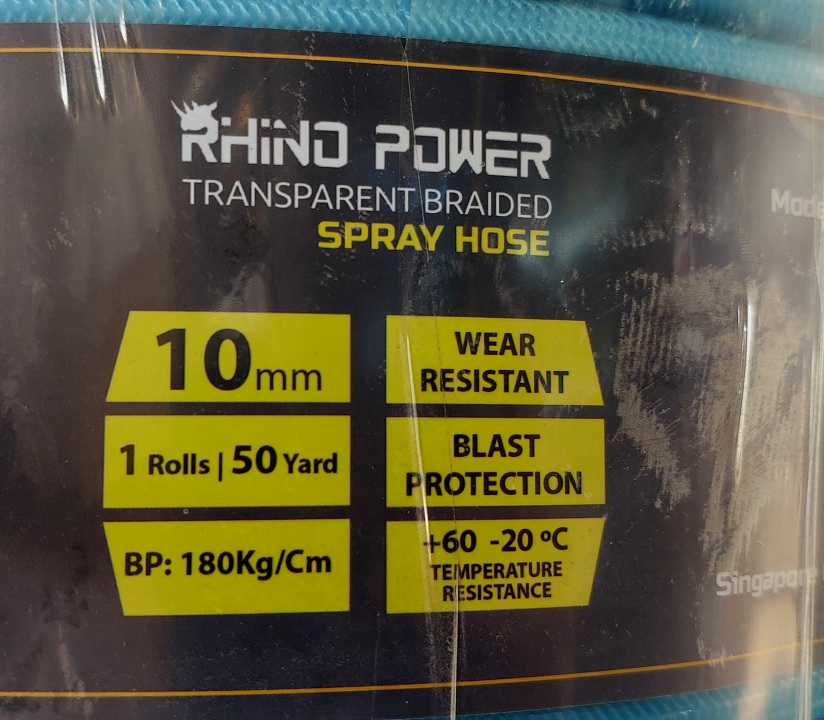 RHINO POWER
TRANSPARENT BRAIDED
SPRAY HOSE
10mm
1 Rolls | 50 Yard
BP: 180Kg/Cm
WEAR
RESISTANT
BLAST
PROTECTION
+60 -20 ºC
TEMPERATURE
RESISTANCE
Singapore